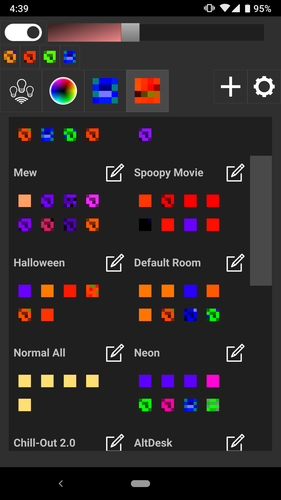 4:39 95%
Mew Spoopy Movie
Halloween Default Room
Normal All Neon
Chill-Out 2.0 AltDesk